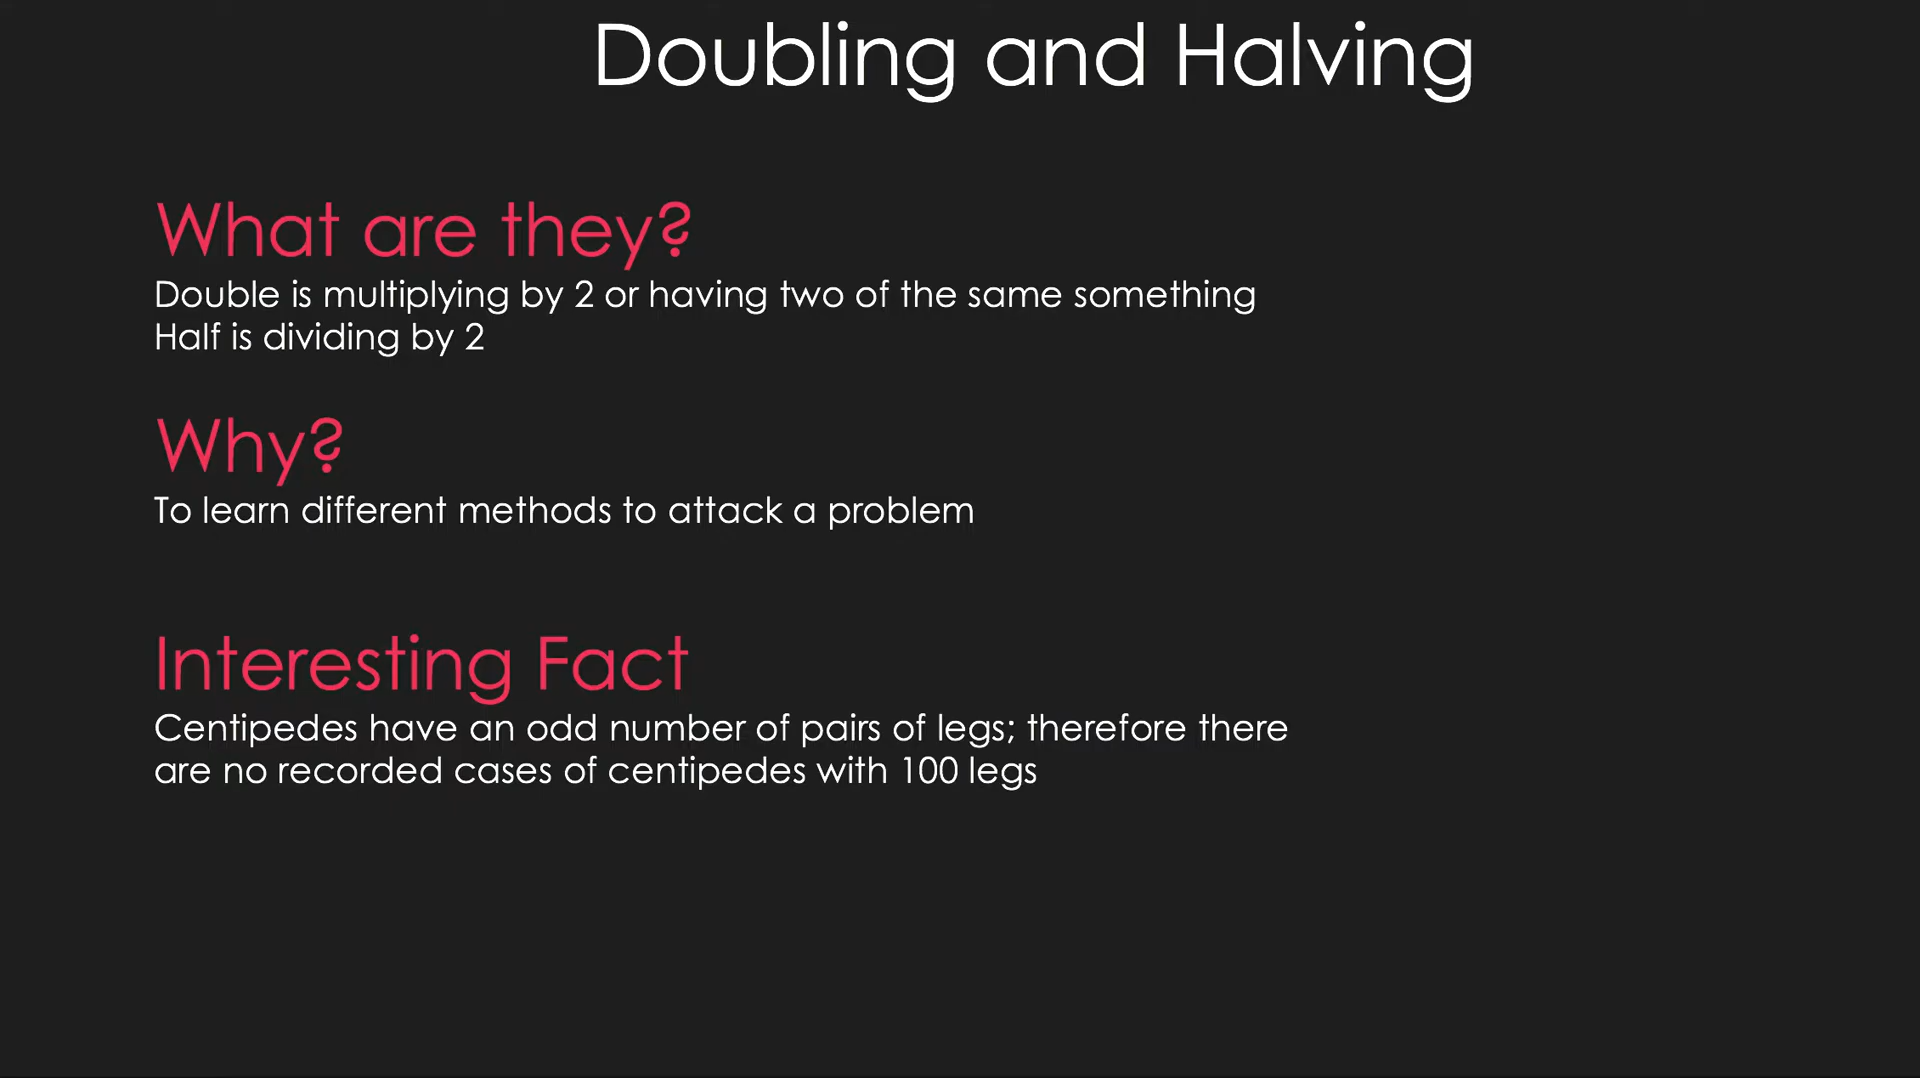 Doubling and Halving
What are they?
Double is multiplying by 2 or having two of the same something
Half is dividing by 2
Why?
To learn different methods to attack a problem
Interesting Fact
Centipedes have an odd number of pairs of legs; therefore there
are no recorded cases of centipedes with 100 legs